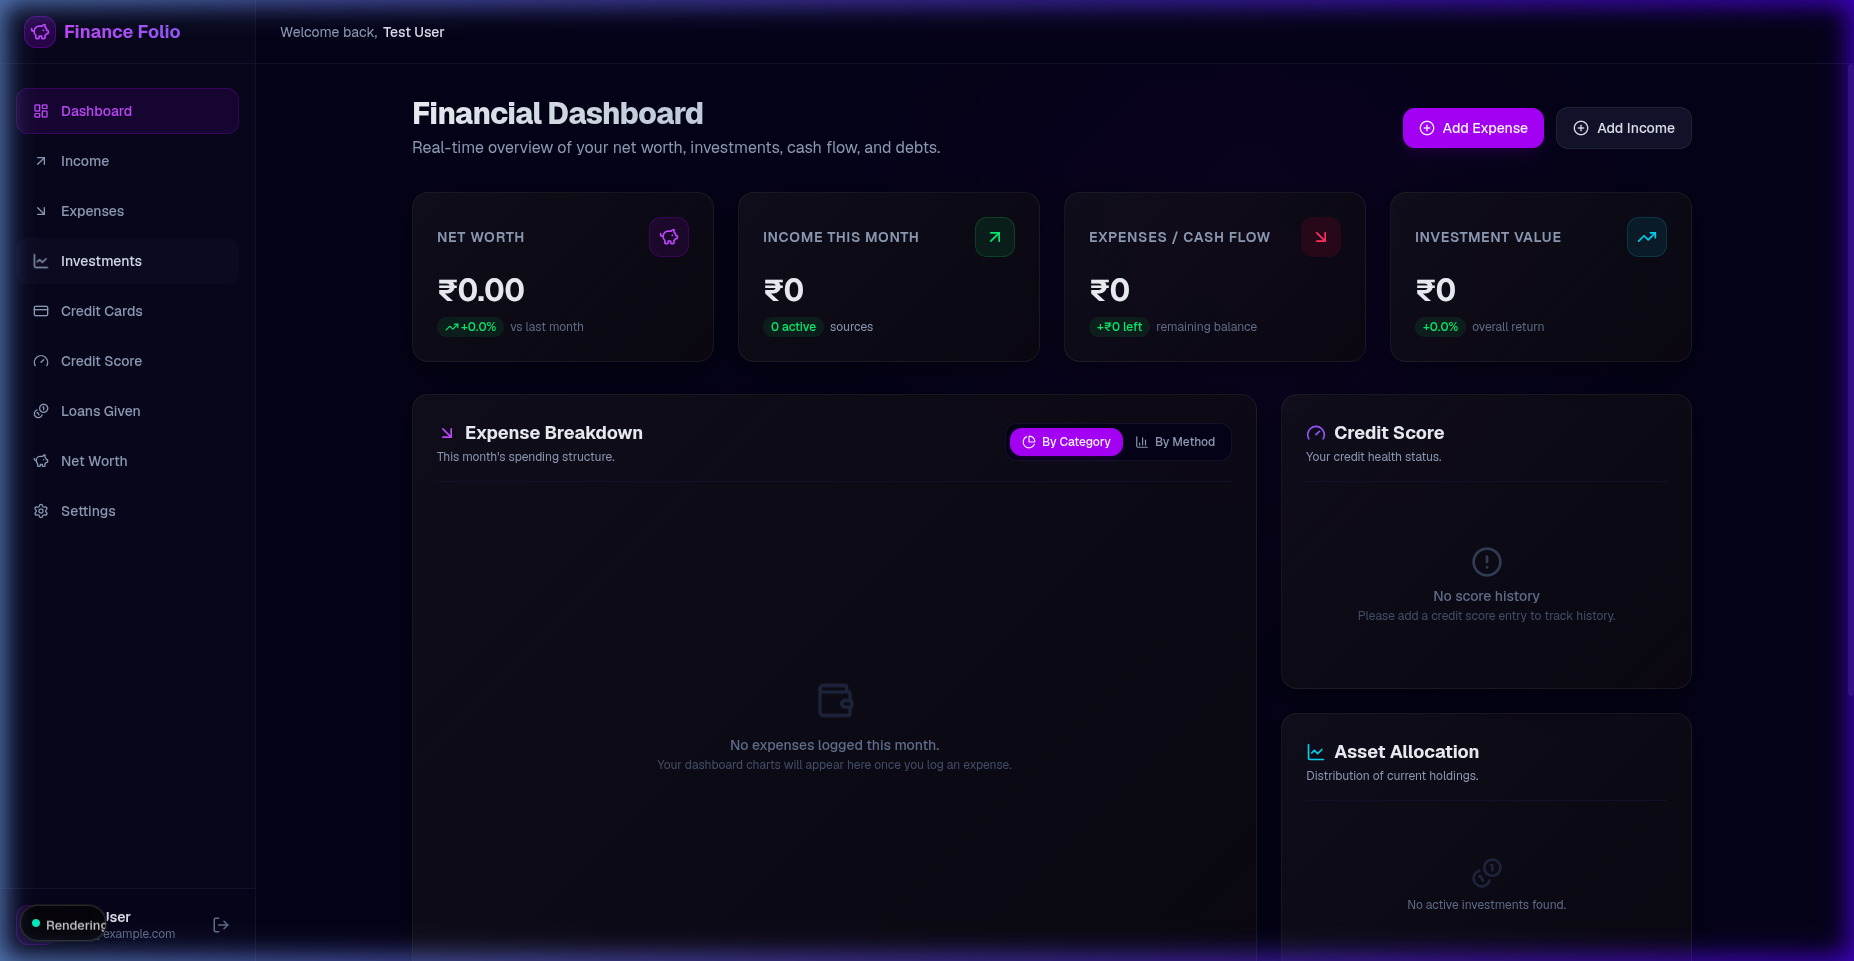 Finance Folio
Welcome back, Test User
Dashboard
Income
Expenses
Investments
Credit Cards
Credit Score
Loans Given
Net Worth
Settings
Rendering
User
example.com
Financial Dashboard
Real-time overview of your net worth, investments, cash flow, and debts.
Add Expense
Add Income
NET WORTH
₹0.00
+0.0% vs last month
INCOME THIS MONTH
₹0
0 active sources
EXPENSES / CASH FLOW
₹0
+₹0 left remaining balance
INVESTMENT VALUE
₹0
+0.0% overall return
Expense Breakdown
This month's spending structure.
By Category
By Method
No expenses logged this month.
Your dashboard charts will appear here once you log an expense.
Credit Score
Your credit health status.
No score history
Please add a credit score entry to track history.
Asset Allocation
Distribution of current holdings.
No active investments found.